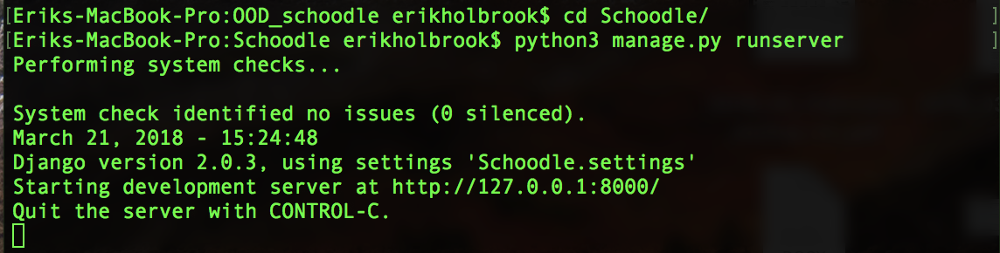 [Eriks-MacBook-Pro:OOD_schoodle erikholbrook$ cd Schoodle/ ]
[Eriks-MacBook-Pro:Schoodle erikholbrook$ python3 manage.py runserver ]
Performing system checks...
System check identified no issues (0 silenced).
March 21, 2018 - 15:24:48
Django version 2.0.3, using settings 'Schoodle.settings'
Starting development server at http://127.0.0.1:8000/
Quit the server with CONTROL-C.